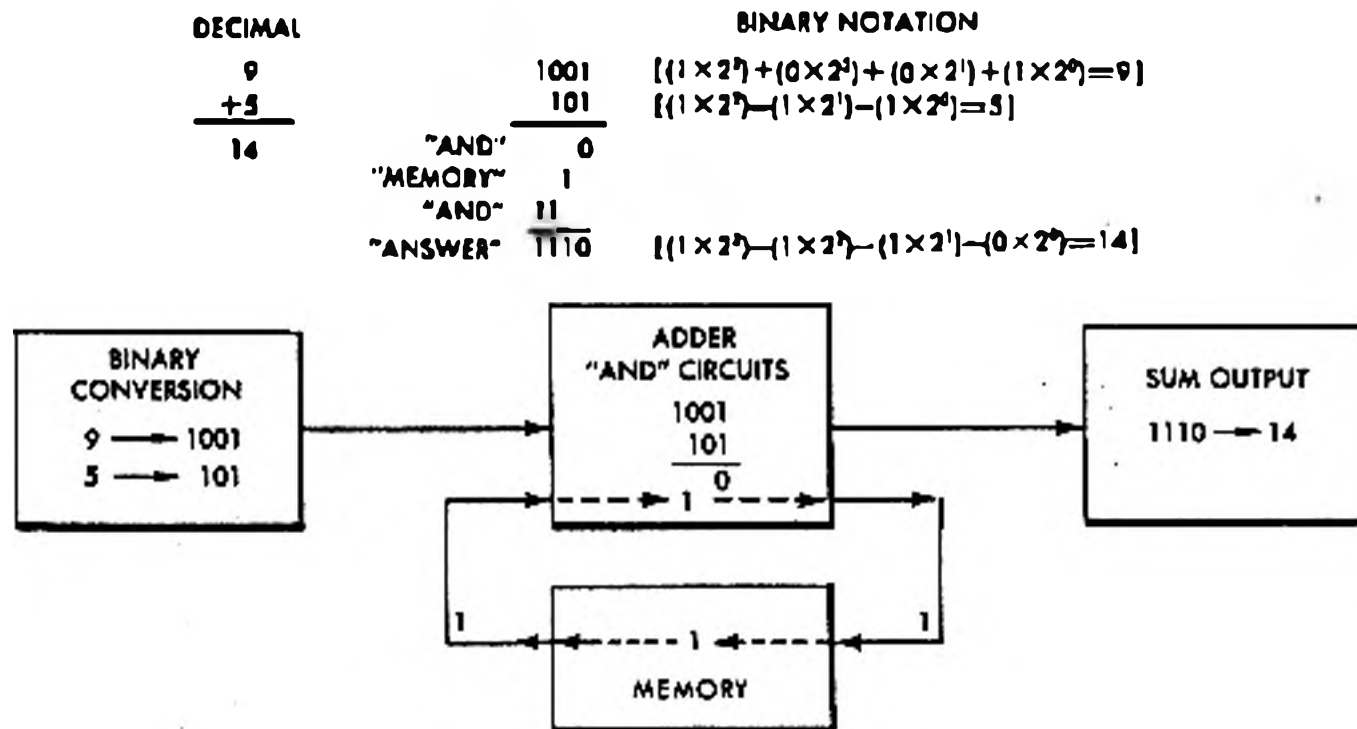 DECIMAL BINARY NOTATION
9 1001 [(1×2³)+(0×2²)+(0×2¹)+(1×2⁰)=9]
+5 101 [(1×2²)–(1×2¹)–(1×2⁰)=5]
14 "AND" 0
"MEMORY" 1
"AND" 11
"ANSWER" 1110 [(1×2³)–(1×2²)–(1×2¹)–(0×2⁰)=14]
BINARY
CONVERSION
9 → 1001
5 → 101
ADDER
"AND" CIRCUITS
1001
101
0
1
SUM OUTPUT
1110 → 14
1 1 1
MEMORY